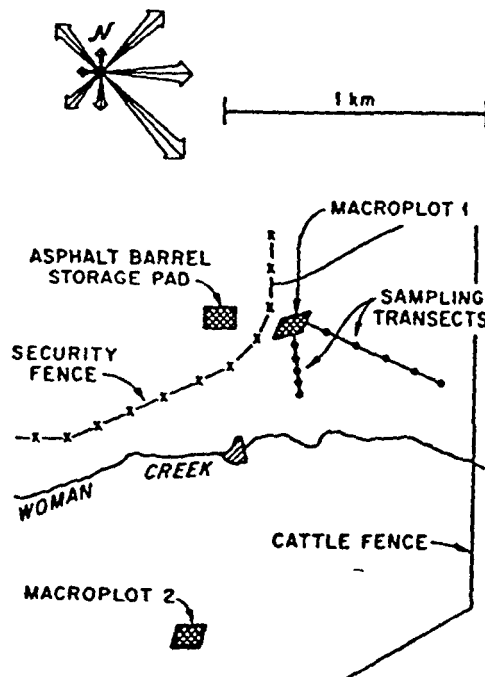 N
1 km
MACROPLOT 1
ASPHALT BARREL
STORAGE PAD
SAMPLING
TRANSECTS
SECURITY
FENCE
WOMAN CREEK
CATTLE FENCE
MACROPLOT 2